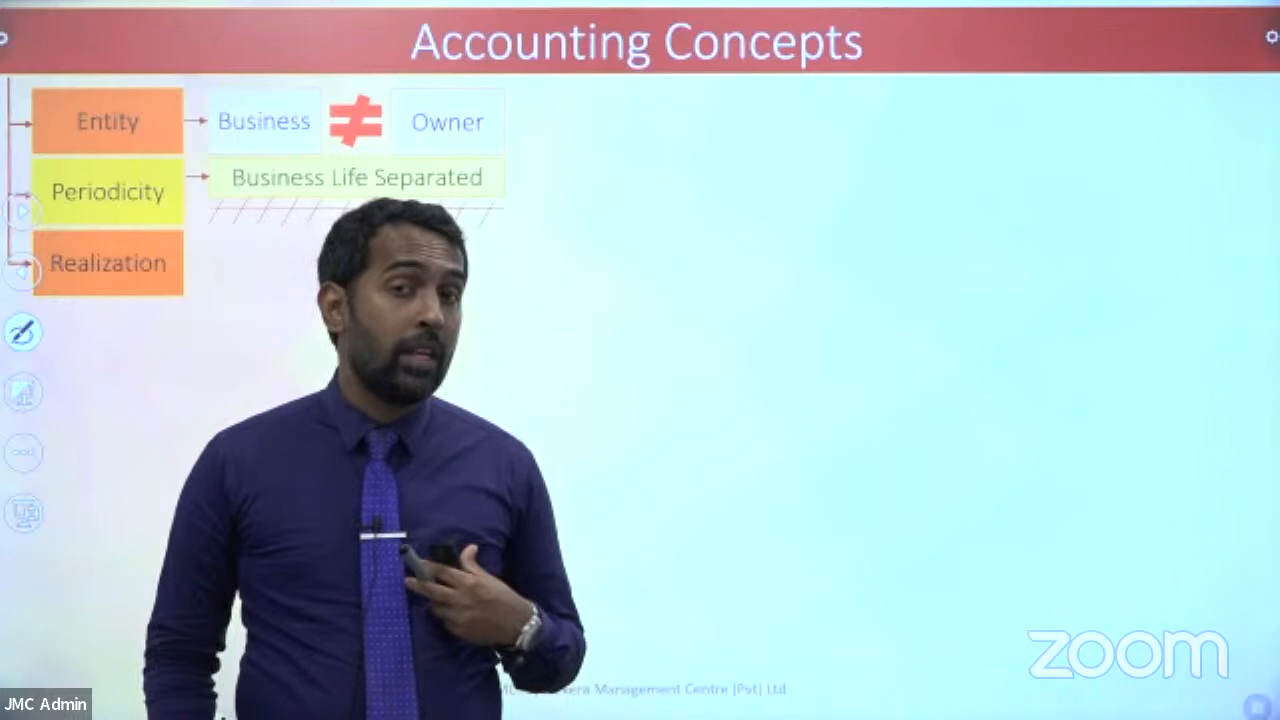 Accounting Concepts
Entity
Business
Owner
Periodicity
Business Life Separated
Realization
zoom
Management Centre (Pvt) Ltd
JMC Admin